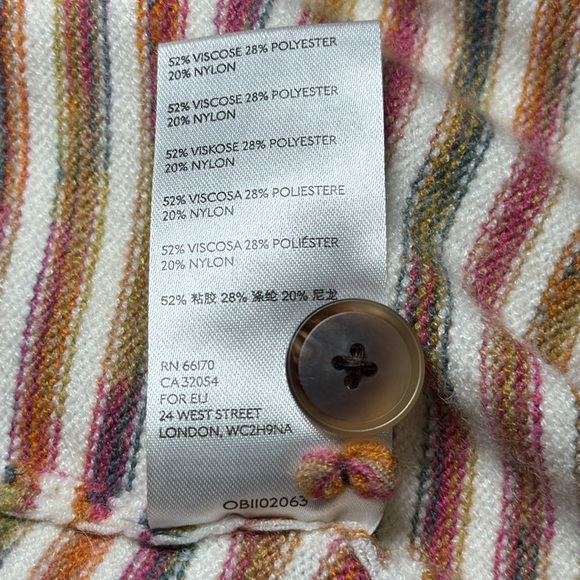 52% VISCOSE 28% POLYESTER
20% NYLON
52% VISCOSE 28% POLYESTER
20% NYLON
52% VISKOSE 28% POLYESTER
20% NYLON
52% VISCOSA 28% POLIESTERE
20% NYLON
52% VISCOSA 28% POLIÉSTER
20% NYLON
52% 粘胶 28% 涤纶 20% 尼龙
RN 66170
CA 32054
FOR EIJ
24 WEST STREET
LONDON, WC2H9NA
OB1102063